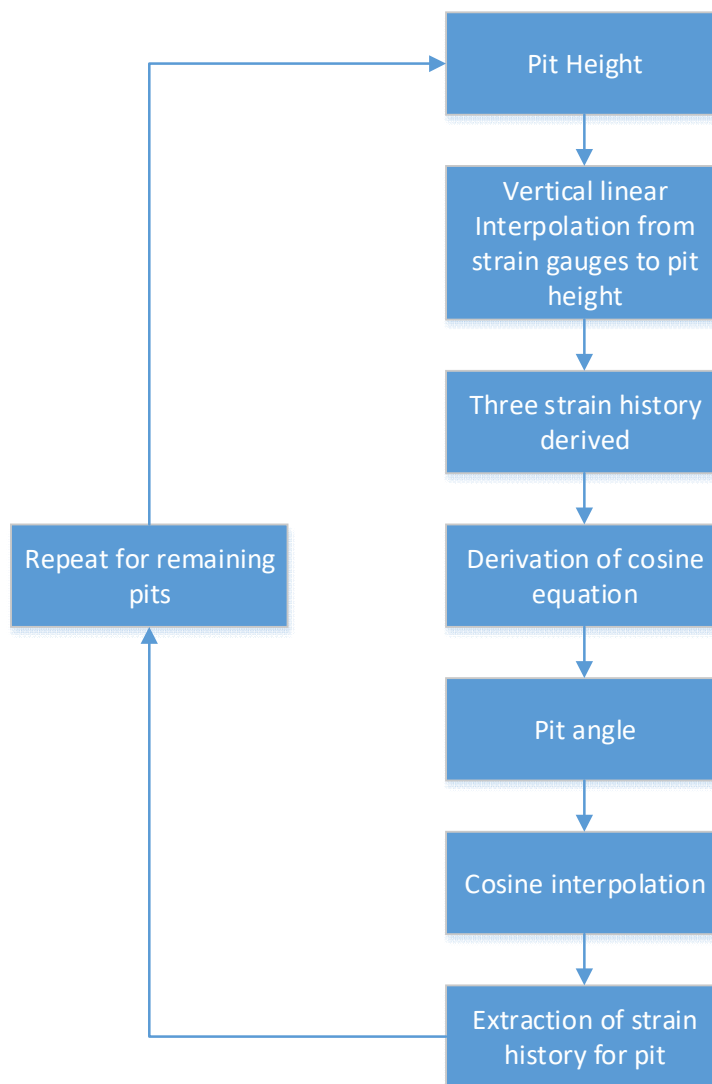 Pit Height
Vertical linear
Interpolation from
strain gauges to pit
height
Three strain history
derived
Derivation of cosine
equation
Repeat for remaining
pits
Pit angle
Cosine interpolation
Extraction of strain
history for pit